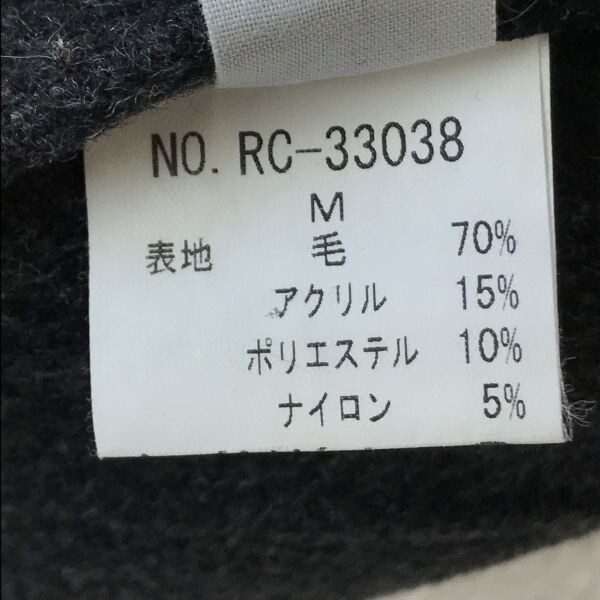 NO. RC-33038
M
表地 毛 70%
アクリル 15%
ポリエステル 10%
ナイロン 5%